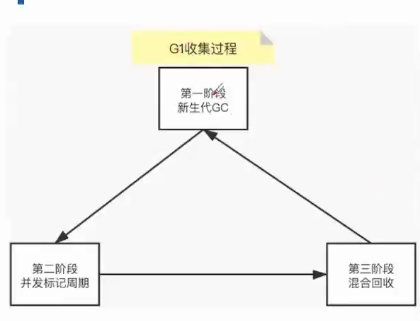 G1收集过程
第一阶段
新生代GC
第二阶段
并发标记周期
第三阶段
混合回收